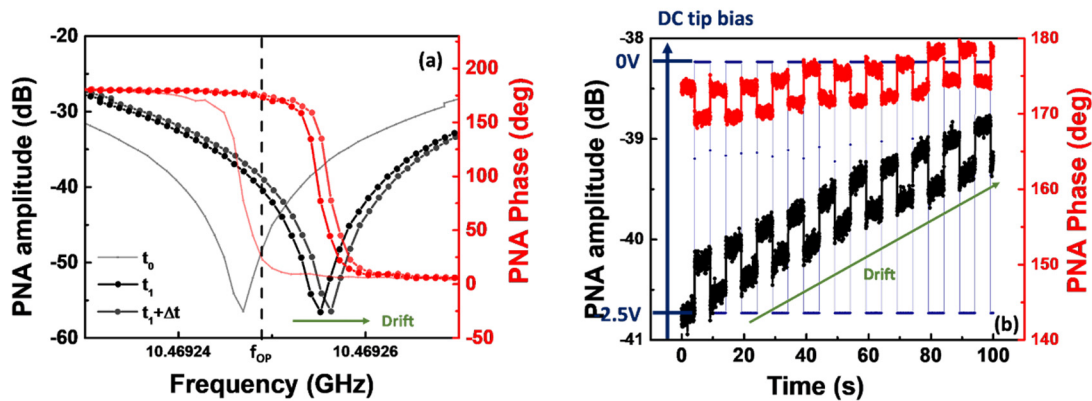 DC tip bias
-20
-30
-40
-50
-60
PNA amplitude (dB)
(a)
200
150
100
50
0
-50
PNA Phase (deg)
t0
t1
t1+Δt
Drift
10.46924
fOP
10.46926
Frequency (GHz)
-38
-39
-40
-41
PNA amplitude (dB)
0V
-2.5V
180
170
160
150
140
PNA Phase (deg)
Drift
(b)
0
20
40
60
80
100
Time (s)